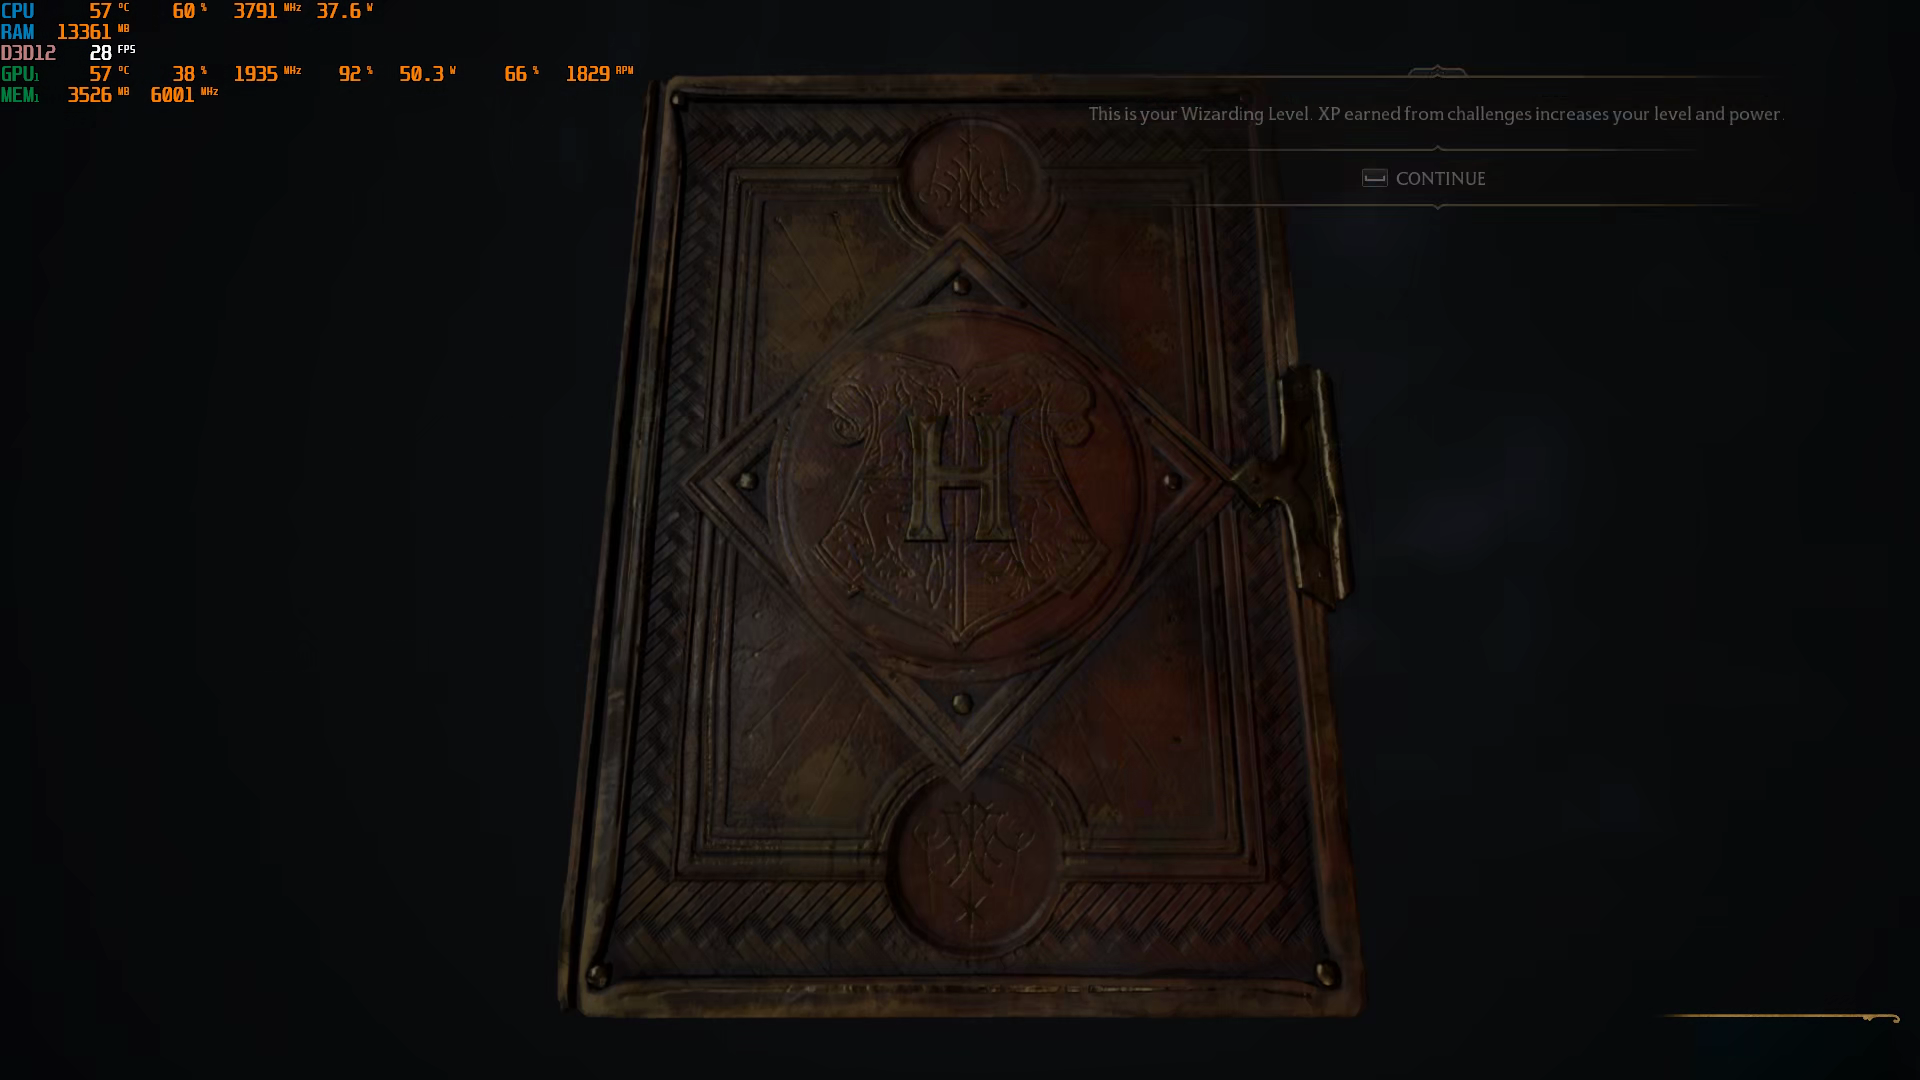 CPU 57 °C 60 % 3791 MHz 37.6 W
RAM 13361 MB
D3D12 28 FPS
GPU1 57 °C 38 % 1935 MHz 92 % 50.3 W 66 % 1829 RPM
MEM1 3526 MB 6001 MHz
This is your Wizarding Level. XP earned from challenges increases your level and power.
CONTINUE
H